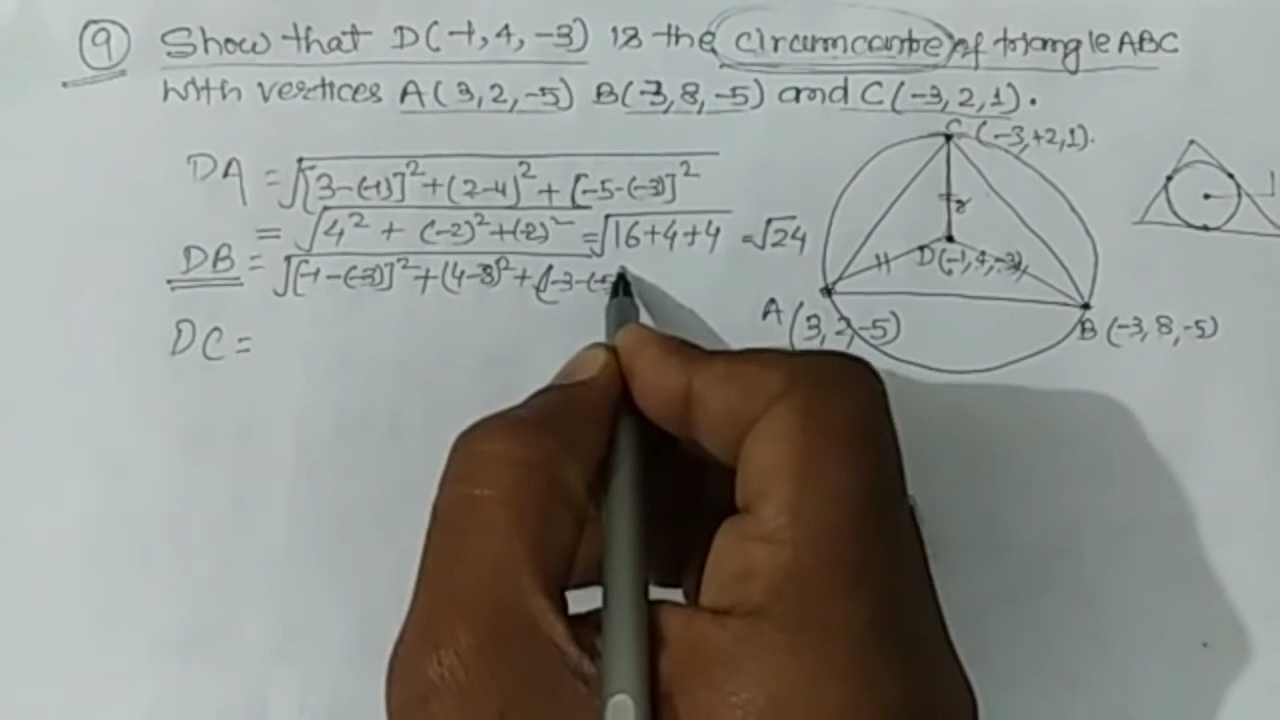 9 Show that D(-1, 4, -3) is the circumcentre of triangle ABC
with vertices A(3, 2, -5) B(-3, 8, -5) and C(-3, 2, 1).
DA = √[3-(-1)]²+(2-4)²+[-5-(-3)]²
= √4² + (-2)²+(-2)² = √16+4+4 = √24
DB = √[-1-(-3)]²+(4-8)²+(-3-(-5
DC =
C(-3,+2,1).
D(-1,4,-3)
A(3,2,-5)
B(-3,8,-5)